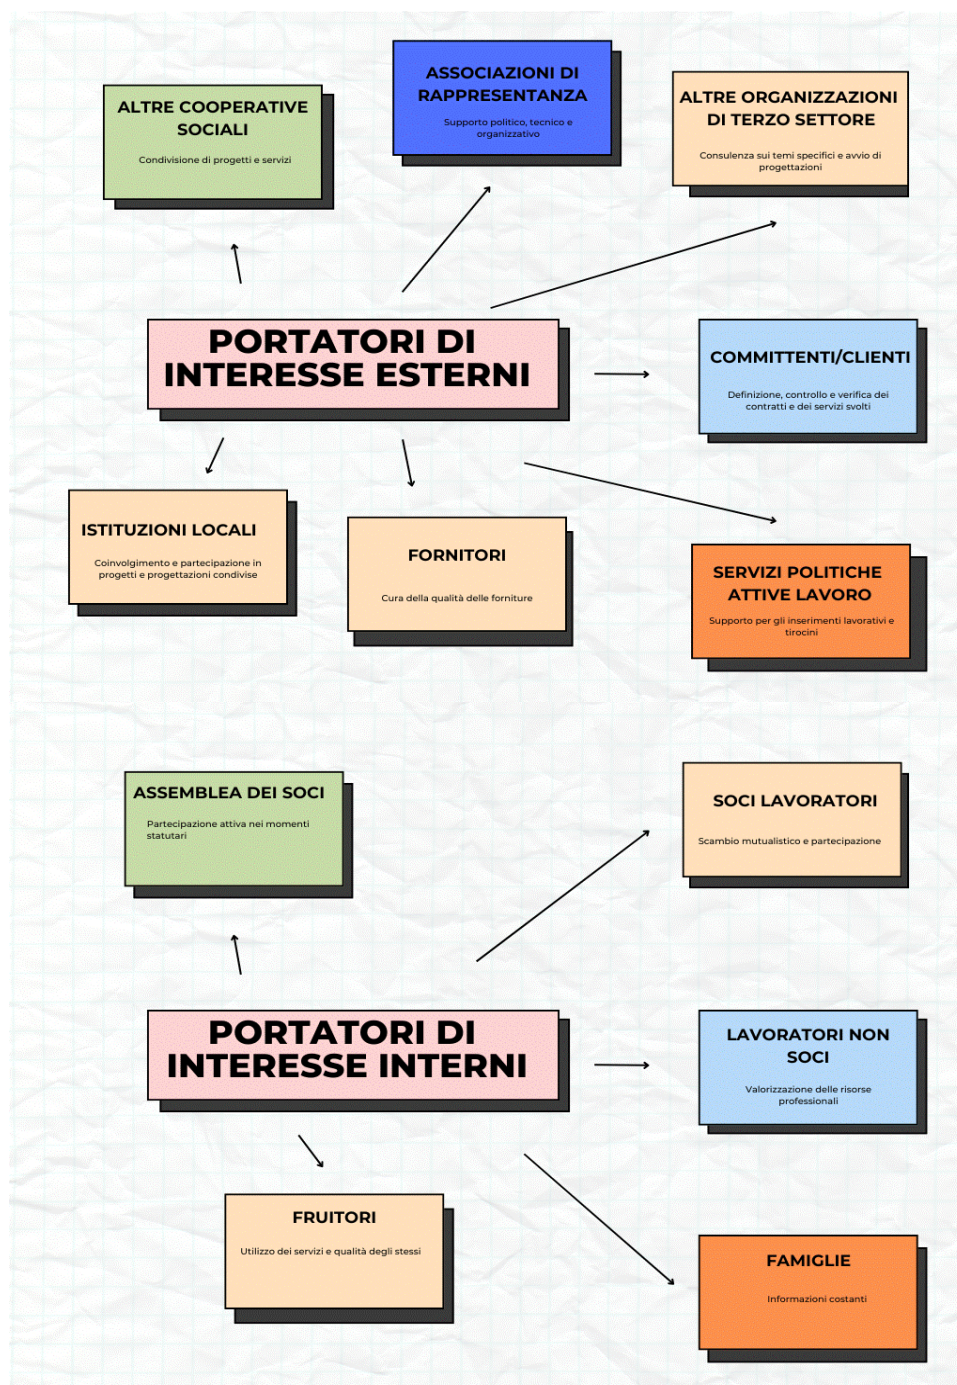 ASSOCIAZIONI DI
RAPPRESENTANZA
Supporto politico, tecnico e
organizzativo
ALTRE COOPERATIVE
SOCIALI
Condivisione di progetti e servizi
ALTRE ORGANIZZAZIONI
DI TERZO SETTORE
Consulenza sui temi specifici e avvio di
progettazioni
PORTATORI DI
INTERESSE ESTERNI
COMMITTENTI/CLIENTI
Definizione, controllo e verifica dei
contratti e dei servizi svolti
ISTITUZIONI LOCALI
Coinvolgimento e partecipazione in
progetti e progettazioni condivise
FORNITORI
Cura della qualità delle forniture
SERVIZI POLITICHE
ATTIVE LAVORO
Supporto per gli inserimenti lavorativi e
tirocini
ASSEMBLEA DEI SOCI
Partecipazione attiva nei momenti
statutari
SOCI LAVORATORI
Scambio mutualistico e partecipazione
PORTATORI DI
INTERESSE INTERNI
LAVORATORI NON
SOCI
Valorizzazione delle risorse
professionali
FRUITORI
Utilizzo dei servizi e qualità degli stessi
FAMIGLIE
Informazioni costanti